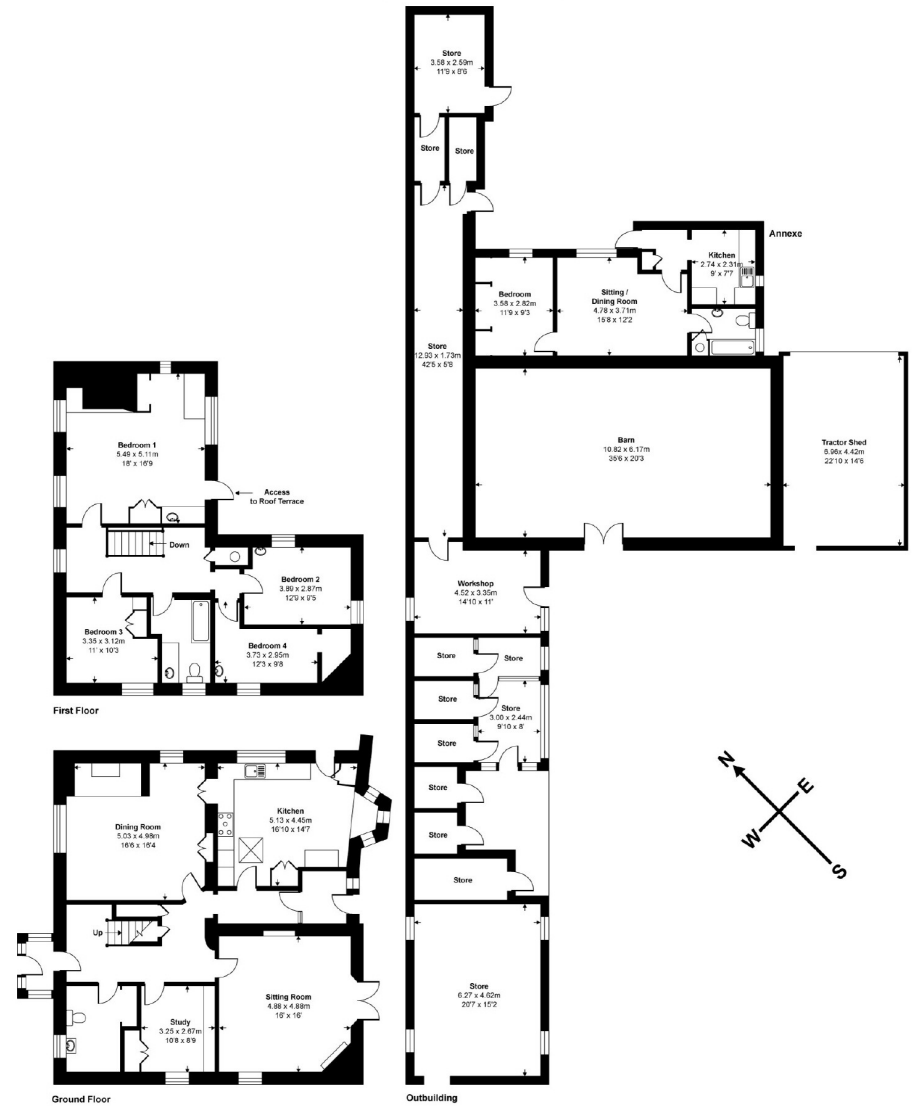 Store
3.58 x 2.59m
11'9 x 8'6
Store
Store
Annexe
Kitchen
2.74 x 2.31m
9' x 7'7
Bedroom
3.58 x 2.82m
11'9 x 9'3
Sitting /
Dining Room
4.78 x 3.71m
15'8 x 12'2
Store
12.93 x 1.73m
42'5 x 5'8
Barn
10.82 x 6.17m
35'6 x 20'3
Tractor Shed
6.96x 4.42m
22'10 x 14'6
Workshop
4.52 x 3.35m
14'10 x 11'
Store
Store
Store
Store
3.00 x 2.44m
9'10 x 8'
Store
Store
Store
Store
Store
6.27 x 4.62m
20'7 x 15'2
Outbuilding
Bedroom 1
5.49 x 5.11m
18' x 16'9
Access
to Roof Terrace
Down
Bedroom 2
3.89 x 2.87m
12'9 x 9'5
Bedroom 3
3.35 x 3.12m
11' x 10'3
Bedroom 4
3.73 x 2.95m
12'3 x 9'8
First Floor
Dining Room
5.03 x 4.98m
16'6 x 16'4
Kitchen
5.13 x 4.45m
16'10 x 14'7
Up
Sitting Room
4.88 x 4.88m
16' x 16'
Study
3.25 x 2.67m
10'8 x 8'9
Ground Floor
N
E
W
S